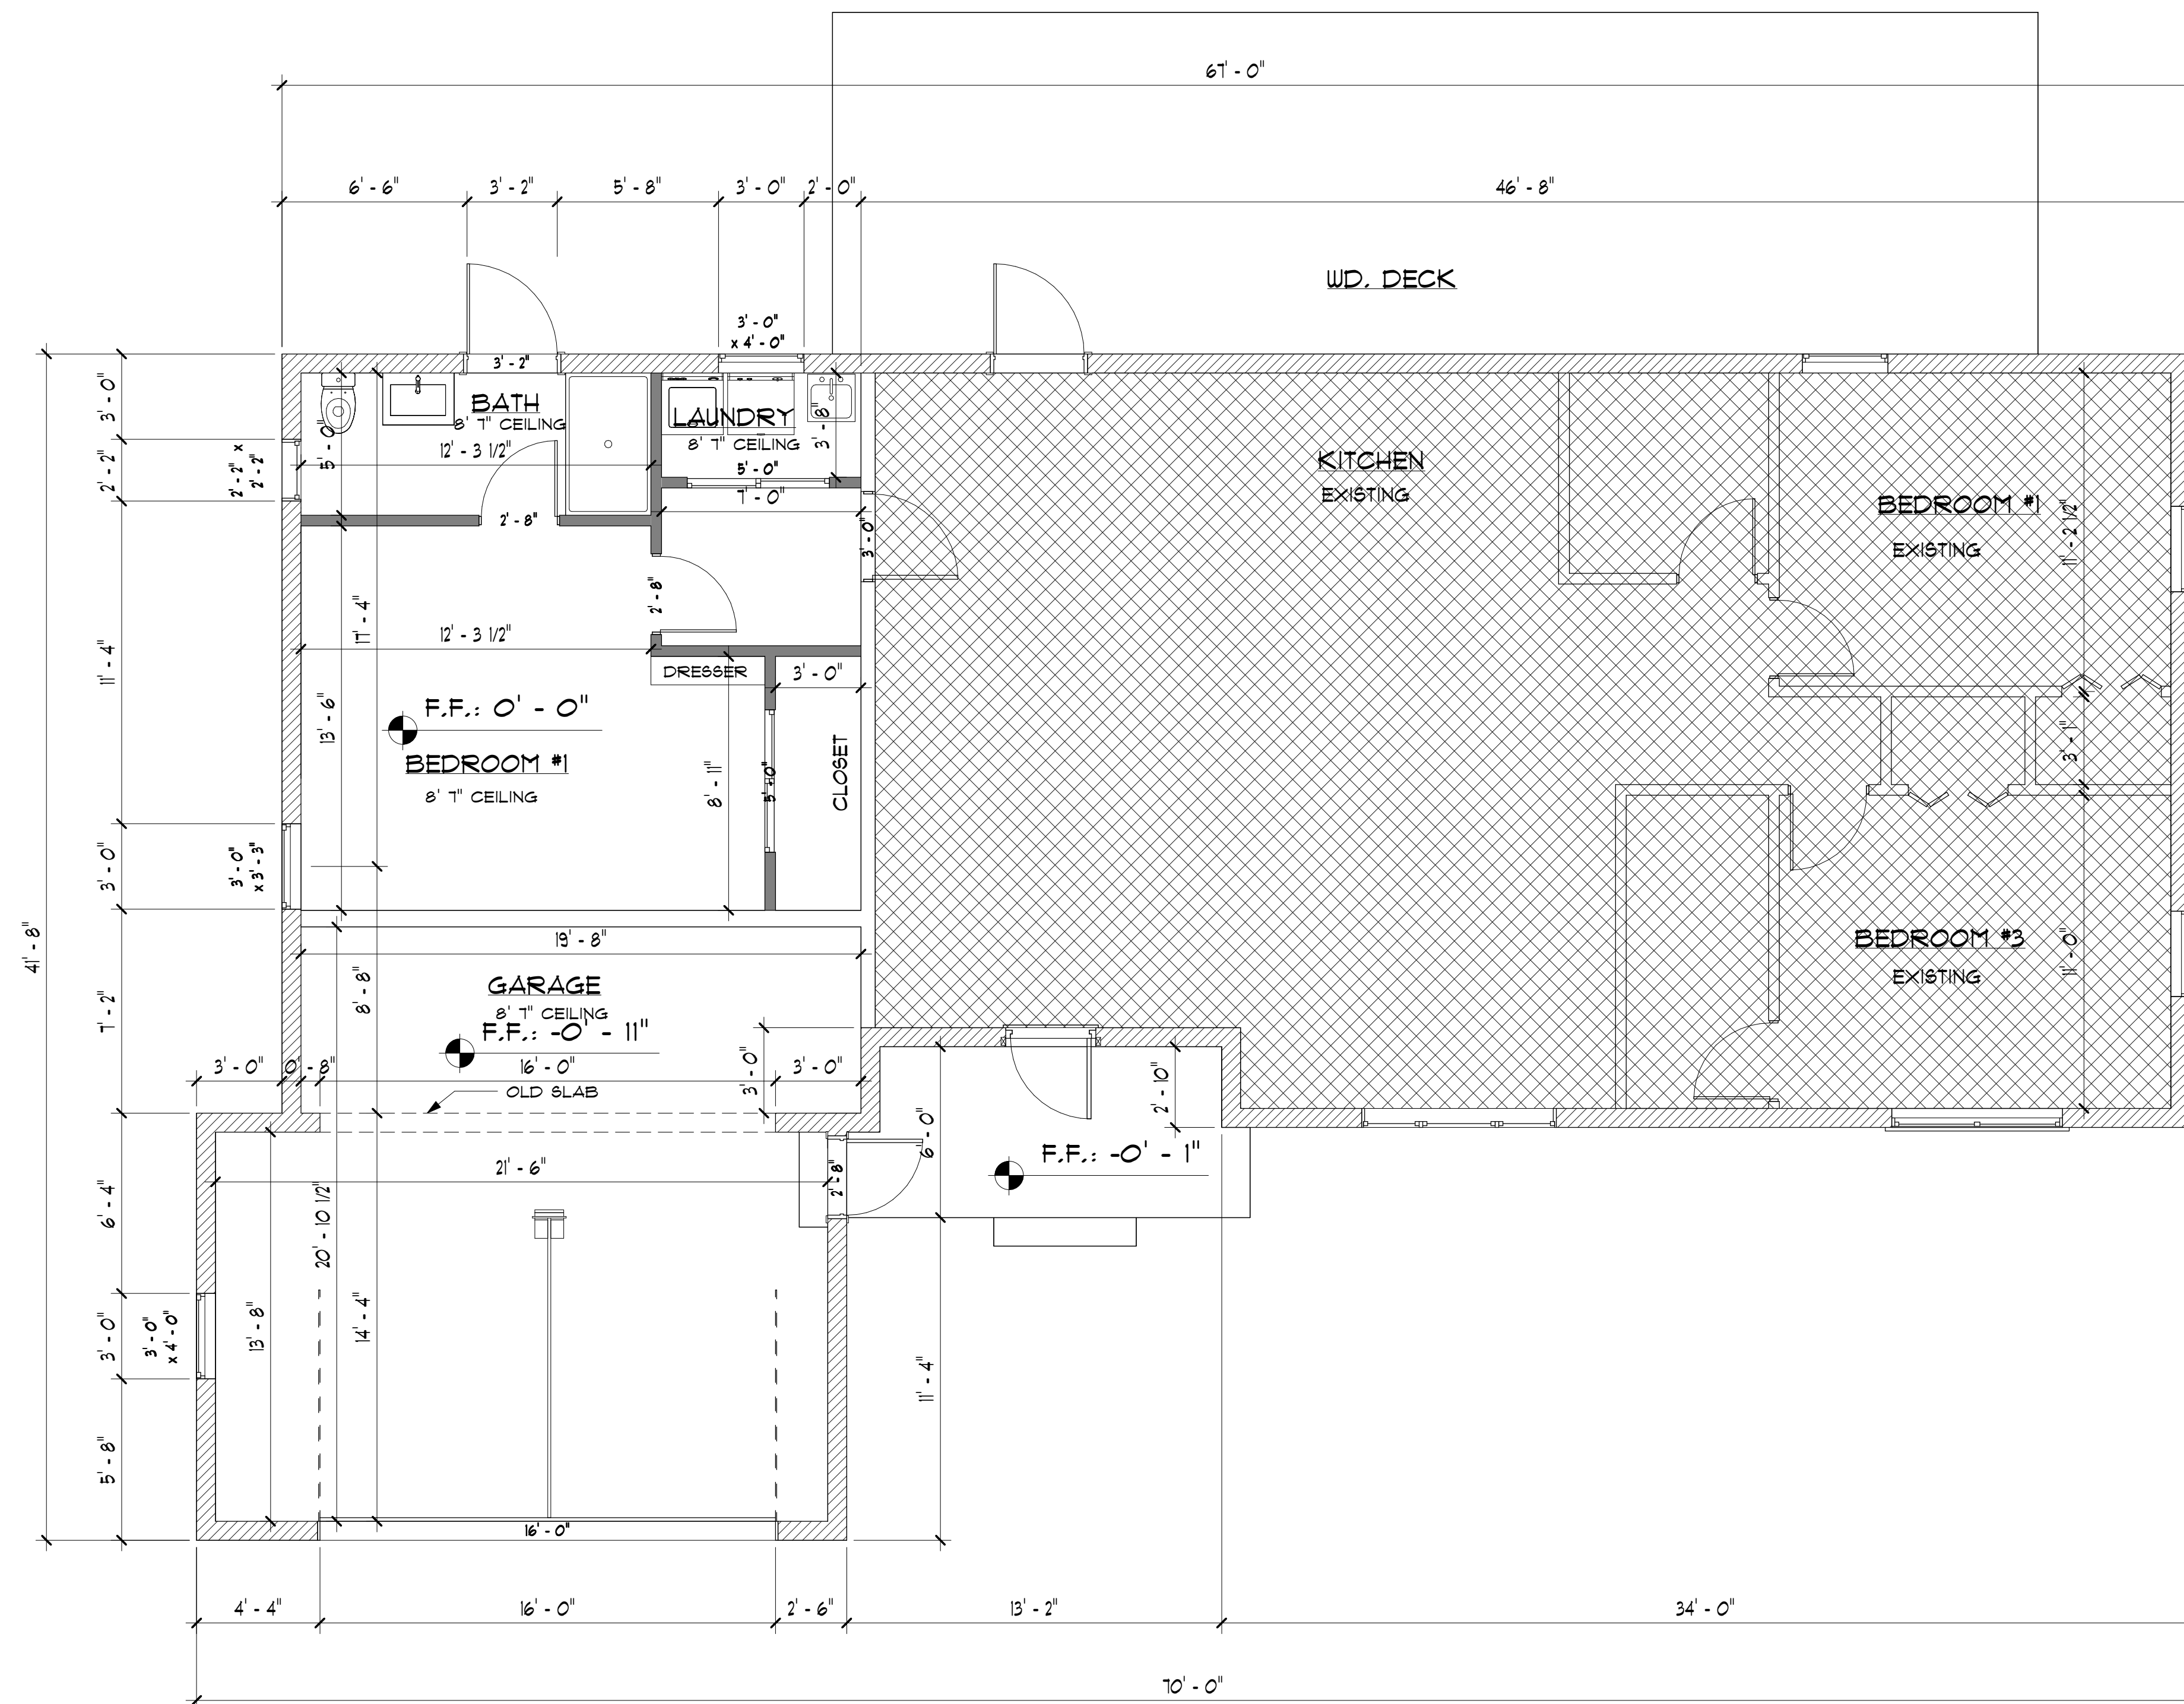 67' - 0"
6' - 6"
3' - 2"
5' - 8"
3' - 0"
2' - 0"
46' - 8"
WD. DECK
3' - 0"
x 4' - 0"
3' - 2"
3' - 0"
2' - 2"
2' - 2" x
2' - 2"
5' - 0"
BATH
8' 7" CEILING
12' - 3 1/2"
LAUNDRY
8' 7" CEILING
3' - 8"
5' - 0"
7' - 0"
2' - 8"
3' - 0"
KITCHEN
EXISTING
BEDROOM #1
EXISTING
11' - 2 1/2"
2' - 8"
17' - 4"
12' - 3 1/2"
11' - 4"
DRESSER
3' - 0"
13' - 6"
F.F.: 0' - 0"
BEDROOM #1
8' 7" CEILING
8' - 11"
5' - 0"
CLOSET
3' - 1"
3' - 0"
3' - 0"
x 3' - 3"
41' - 8"
19' - 8"
BEDROOM #3
EXISTING
11' - 0"
7' - 2"
8' - 8"
GARAGE
8' 7" CEILING
F.F.: -0' - 11"
3' - 0"
0' - 8"
16' - 0"
3' - 0"
3' - 0"
OLD SLAB
2' - 10"
6' - 0"
F.F.: -0' - 1"
21' - 6"
2' - 8"
6' - 4"
20' - 10 1/2"
3' - 0"
3' - 0"
x 4' - 0"
13' - 8"
14' - 4"
11' - 4"
5' - 8"
16' - 0"
4' - 4"
16' - 0"
2' - 6"
13' - 2"
34' - 0"
70' - 0"